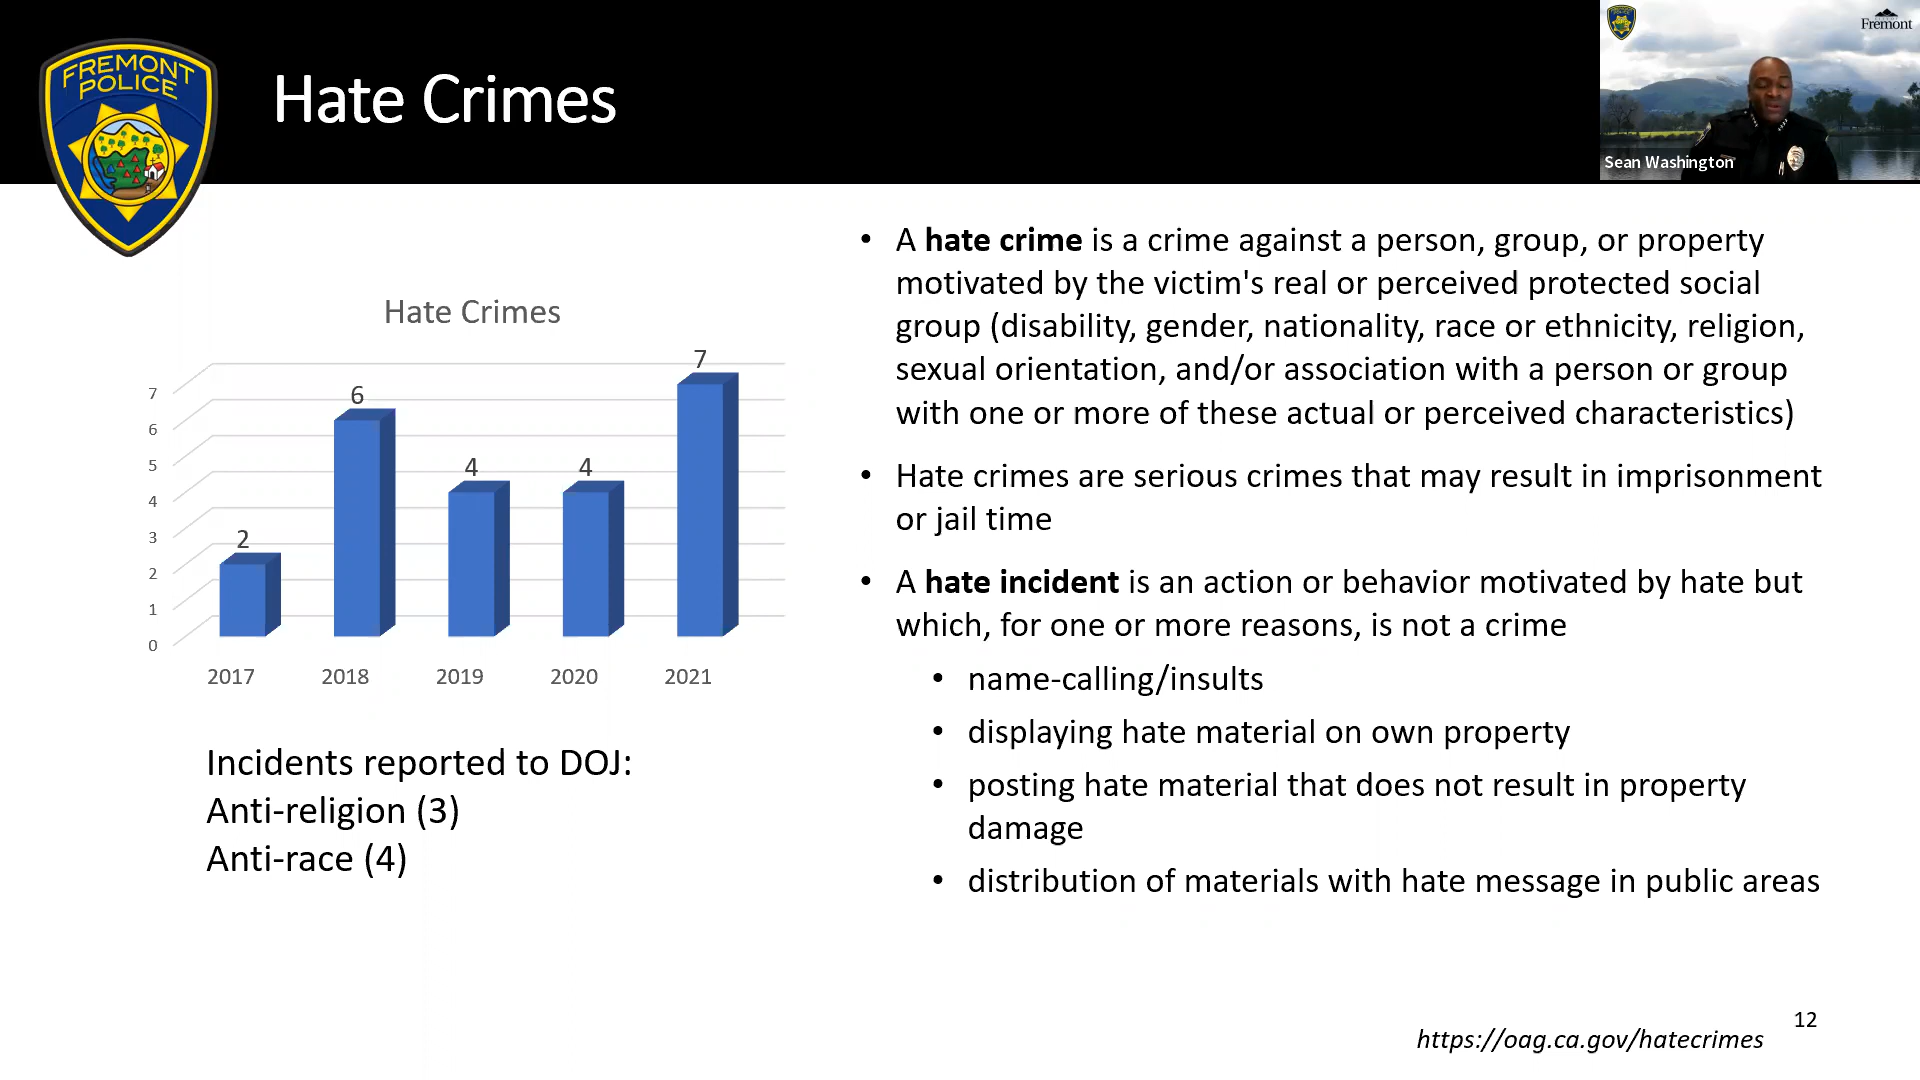 FREMONT
POLICE
Hate Crimes
Fremont
Sean Washington
Hate Crimes
7
6
5
4
3
2
1
0
2
6
4
4
7
2017 2018 2019 2020 2021
Incidents reported to DOJ:
Anti-religion (3)
Anti-race (4)
• A hate crime is a crime against a person, group, or property
motivated by the victim's real or perceived protected social
group (disability, gender, nationality, race or ethnicity, religion,
sexual orientation, and/or association with a person or group
with one or more of these actual or perceived characteristics)
• Hate crimes are serious crimes that may result in imprisonment
or jail time
• A hate incident is an action or behavior motivated by hate but
which, for one or more reasons, is not a crime
• name-calling/insults
• displaying hate material on own property
• posting hate material that does not result in property
damage
• distribution of materials with hate message in public areas
12
https://oag.ca.gov/hatecrimes